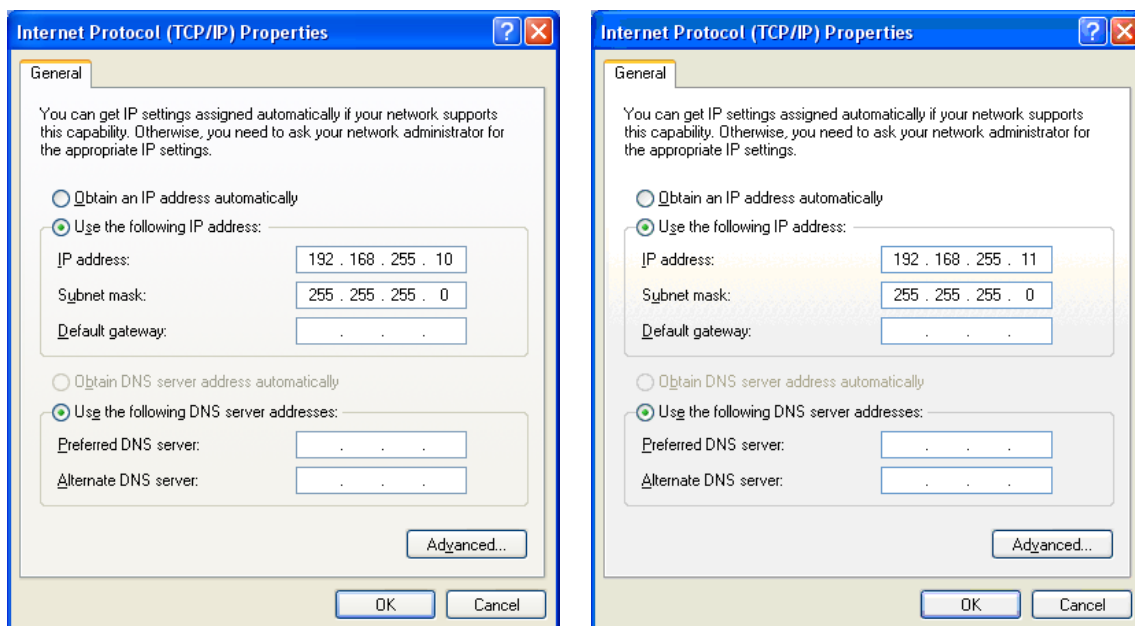 Internet Protocol (TCP/IP) Properties
General
You can get IP settings assigned automatically if your network supports
this capability. Otherwise, you need to ask your network administrator for
the appropriate IP settings.
Obtain an IP address automatically
Use the following IP address:
IP address: 192 . 168 . 255 . 10
Subnet mask: 255 . 255 . 255 . 0
Default gateway: . . .
Obtain DNS server address automatically
Use the following DNS server addresses:
Preferred DNS server: . . .
Alternate DNS server: . . .
Advanced...
OK Cancel
Internet Protocol (TCP/IP) Properties
General
You can get IP settings assigned automatically if your network supports
this capability. Otherwise, you need to ask your network administrator for
the appropriate IP settings.
Obtain an IP address automatically
Use the following IP address:
IP address: 192 . 168 . 255 . 11
Subnet mask: 255 . 255 . 255 . 0
Default gateway: . . .
Obtain DNS server address automatically
Use the following DNS server addresses:
Preferred DNS server: . . .
Alternate DNS server: . . .
Advanced...
OK Cancel